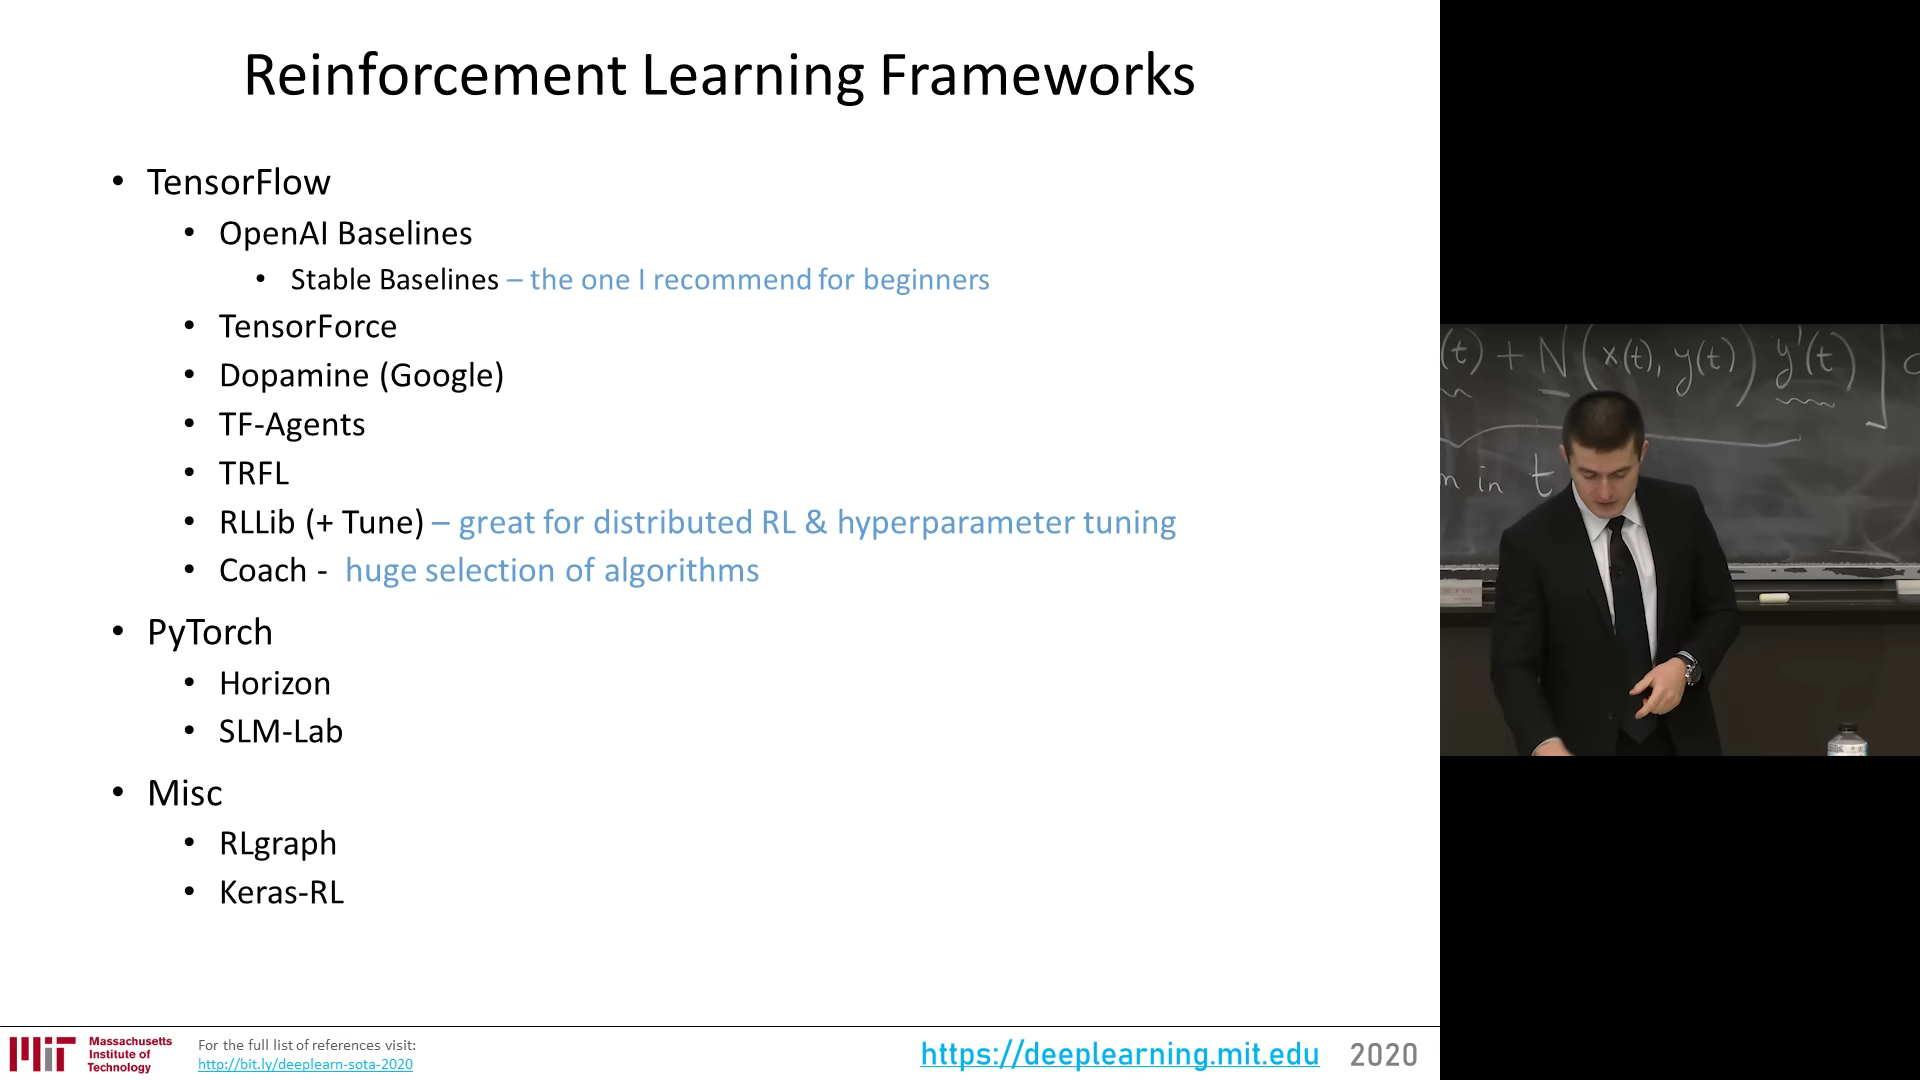 Reinforcement Learning Frameworks
• TensorFlow
• OpenAI Baselines
• Stable Baselines – the one I recommend for beginners
• TensorForce
• Dopamine (Google)
• TF-Agents
• TRFL
• RLLib (+ Tune) – great for distributed RL & hyperparameter tuning
• Coach - huge selection of algorithms
• PyTorch
• Horizon
• SLM-Lab
• Misc
• RLgraph
• Keras-RL
Massachusetts
Institute of
Technology
For the full list of references visit:
http://bit.ly/deeplearn-sota-2020
https://deeplearning.mit.edu 2020
(t) + N(x(t), y(t)) y'(t)]
in t